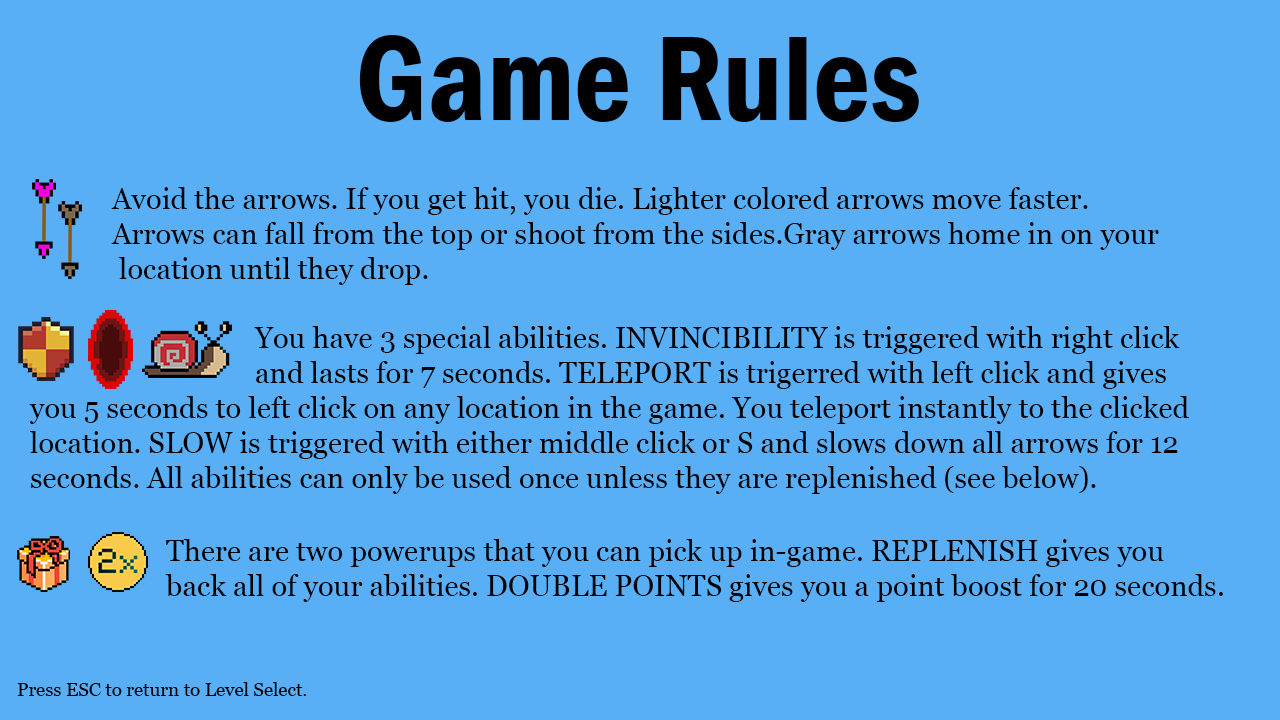 Game Rules
Avoid the arrows. If you get hit, you die. Lighter colored arrows move faster.
Arrows can fall from the top or shoot from the sides.Gray arrows home in on your
location until they drop.
You have 3 special abilities. INVINCIBILITY is triggered with right click
and lasts for 7 seconds. TELEPORT is trigerred with left click and gives
you 5 seconds to left click on any location in the game. You teleport instantly to the clicked
location. SLOW is triggered with either middle click or S and slows down all arrows for 12
seconds. All abilities can only be used once unless they are replenished (see below).
2x
There are two powerups that you can pick up in-game. REPLENISH gives you
back all of your abilities. DOUBLE POINTS gives you a point boost for 20 seconds.
Press ESC to return to Level Select.